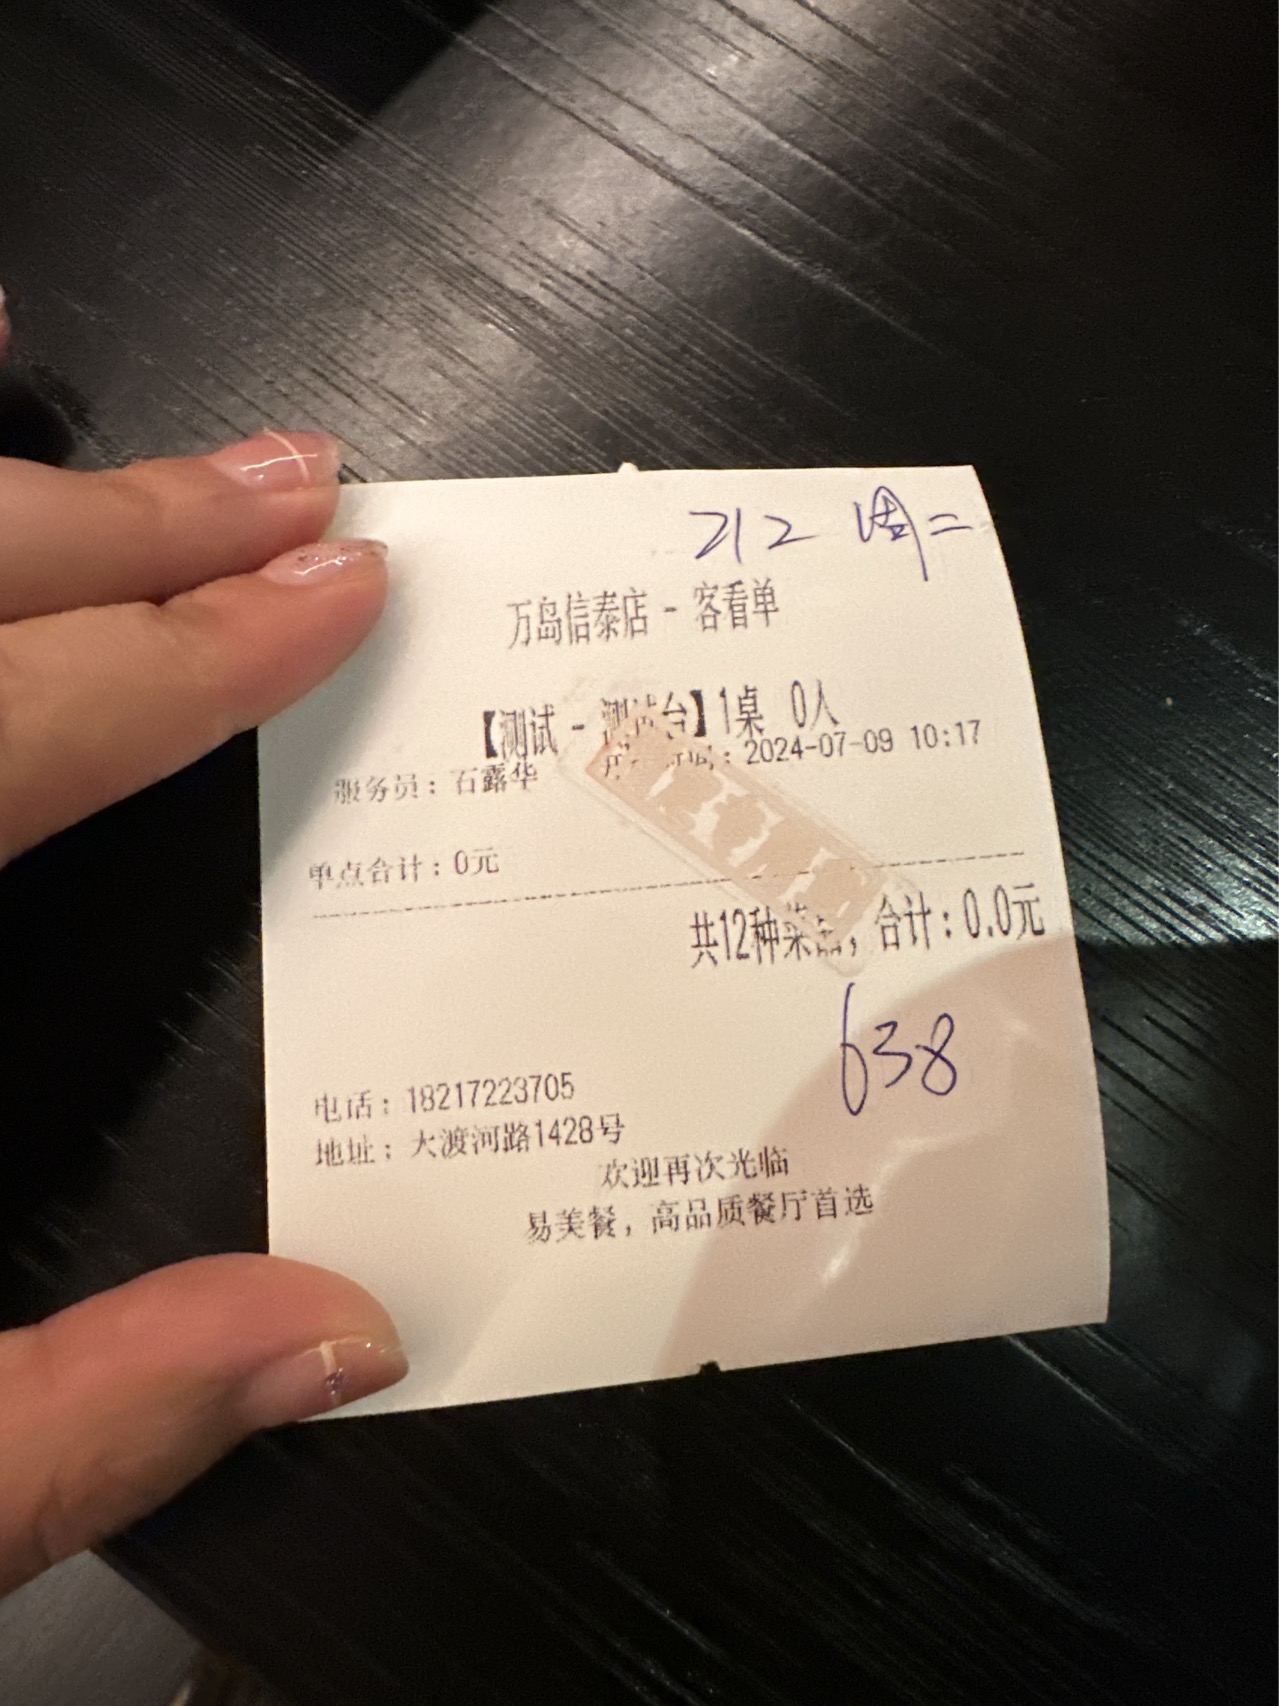 212 周二
万岛信泰店 - 客看单
【测试 - 测试台】1桌 0人
服务员：石露华 : 2024-07-09 10:17
单点合计：0元
共12种菜品，合计：0.0元
638
电话：18217223705
地址：大渡河路1428号
欢迎再次光临
易美餐，高品质餐厅首选